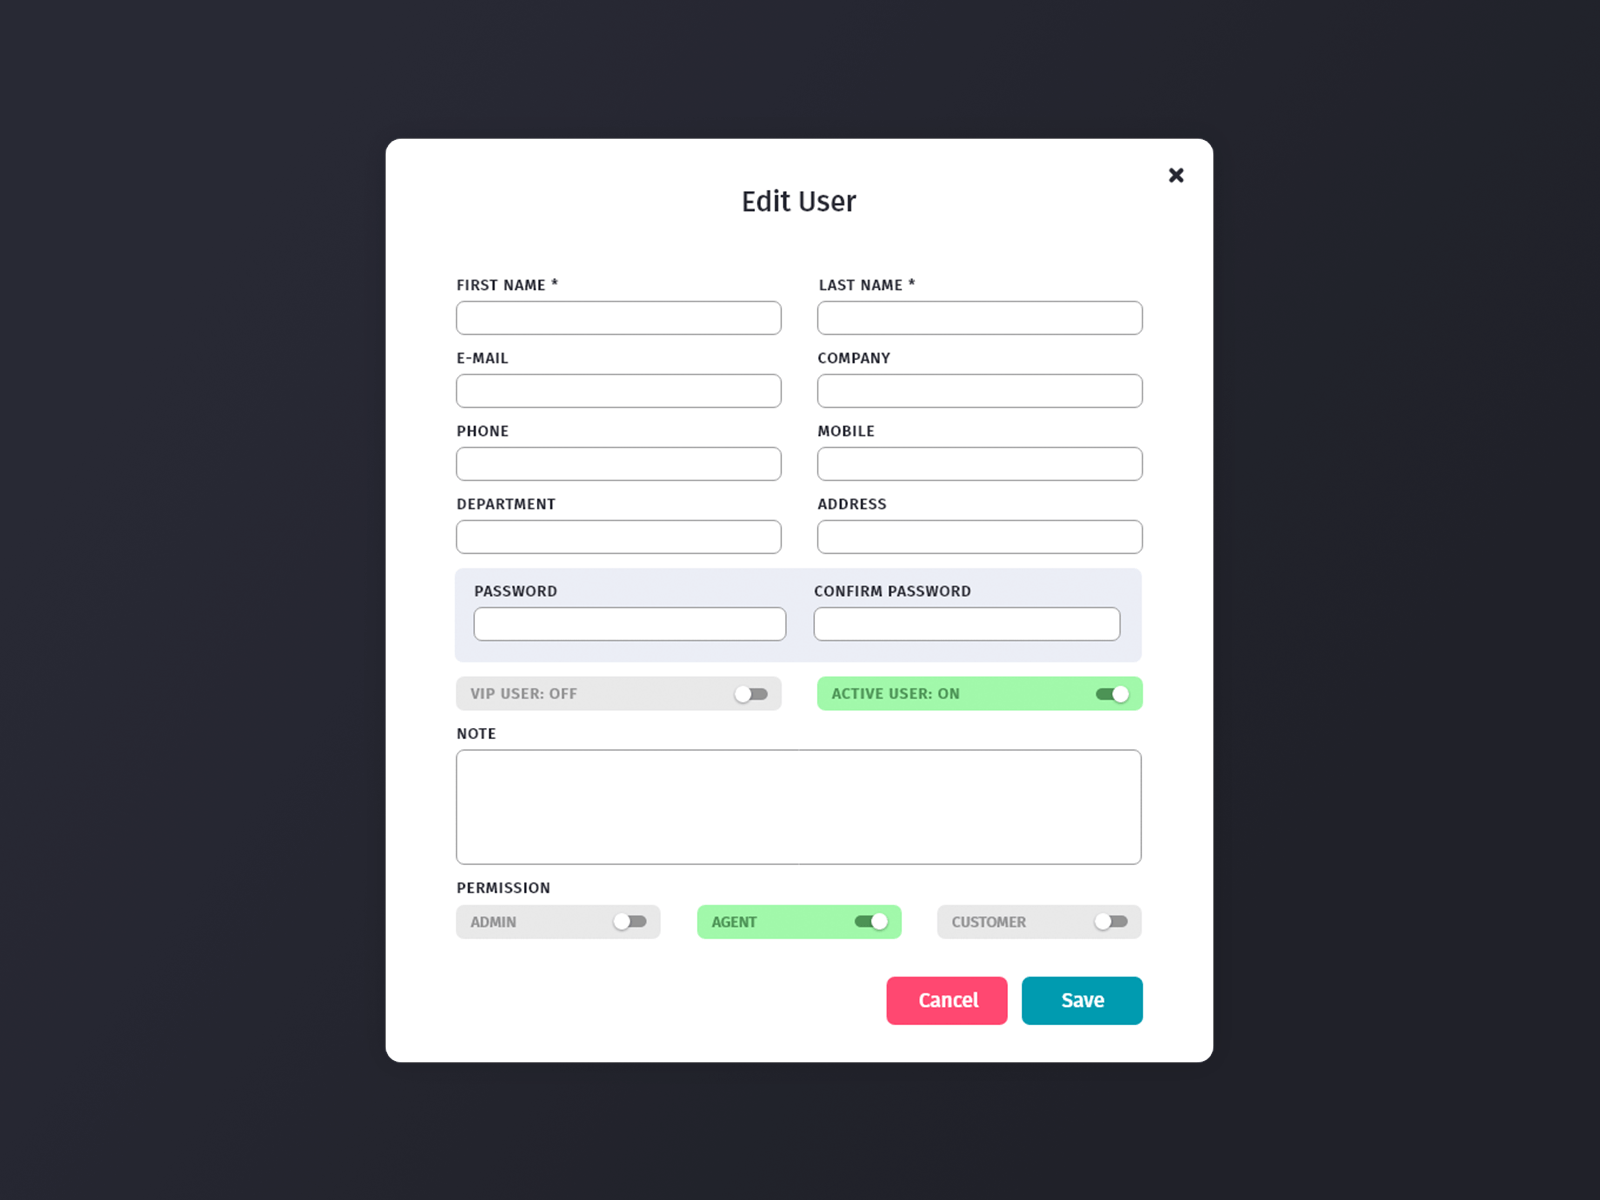 Edit User
FIRST NAME *
LAST NAME *
E-MAIL
COMPANY
PHONE
MOBILE
DEPARTMENT
ADDRESS
PASSWORD
CONFIRM PASSWORD
VIP USER: OFF
ACTIVE USER: ON
NOTE
PERMISSION
ADMIN
AGENT
CUSTOMER
Cancel
Save